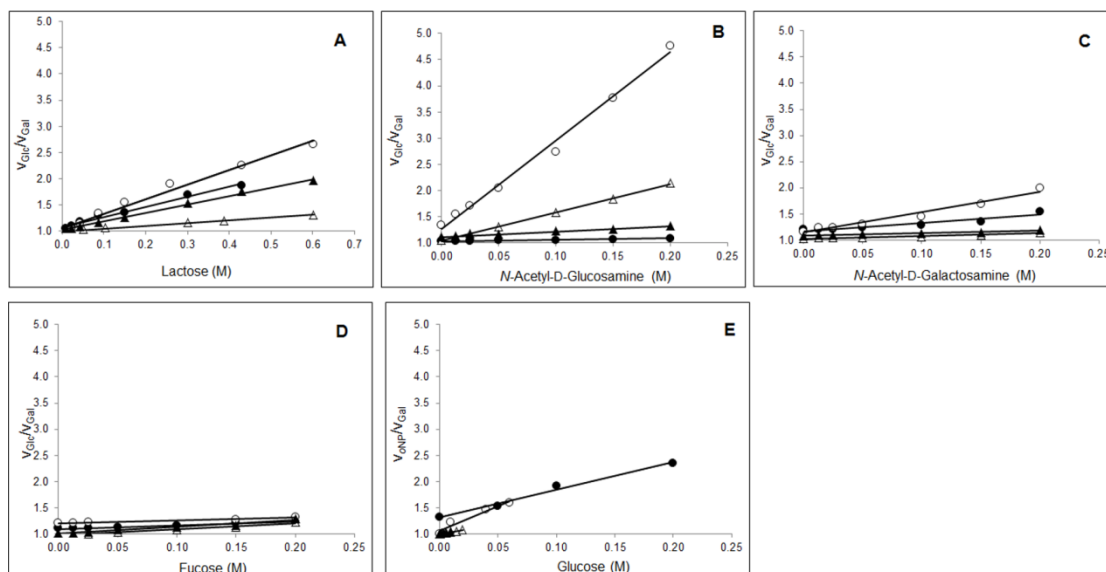 A
5.0
4.5
4.0
3.5
3.0
2.5
2.0
1.5
1.0
vGlc/vGal
0.0 0.1 0.2 0.3 0.4 0.5 0.6 0.7
Lactose (M)
B
5.0
4.5
4.0
3.5
3.0
2.5
2.0
1.5
1.0
vGlc/vGal
0.00 0.05 0.10 0.15 0.20 0.25
N-Acetyl-D-Glucosamine (M)
C
5.0
4.5
4.0
3.5
3.0
2.5
2.0
1.5
1.0
vGlc/vGal
0.00 0.05 0.10 0.15 0.20 0.25
N-Acetyl-D-Galactosamine (M)
D
5.0
4.5
4.0
3.5
3.0
2.5
2.0
1.5
1.0
vGlc/vGal
0.00 0.05 0.10 0.15 0.20 0.25
Fucose (M)
E
5.0
4.5
4.0
3.5
3.0
2.5
2.0
1.5
1.0
voNP/vGal
0.00 0.05 0.10 0.15 0.20 0.25
Glucose (M)